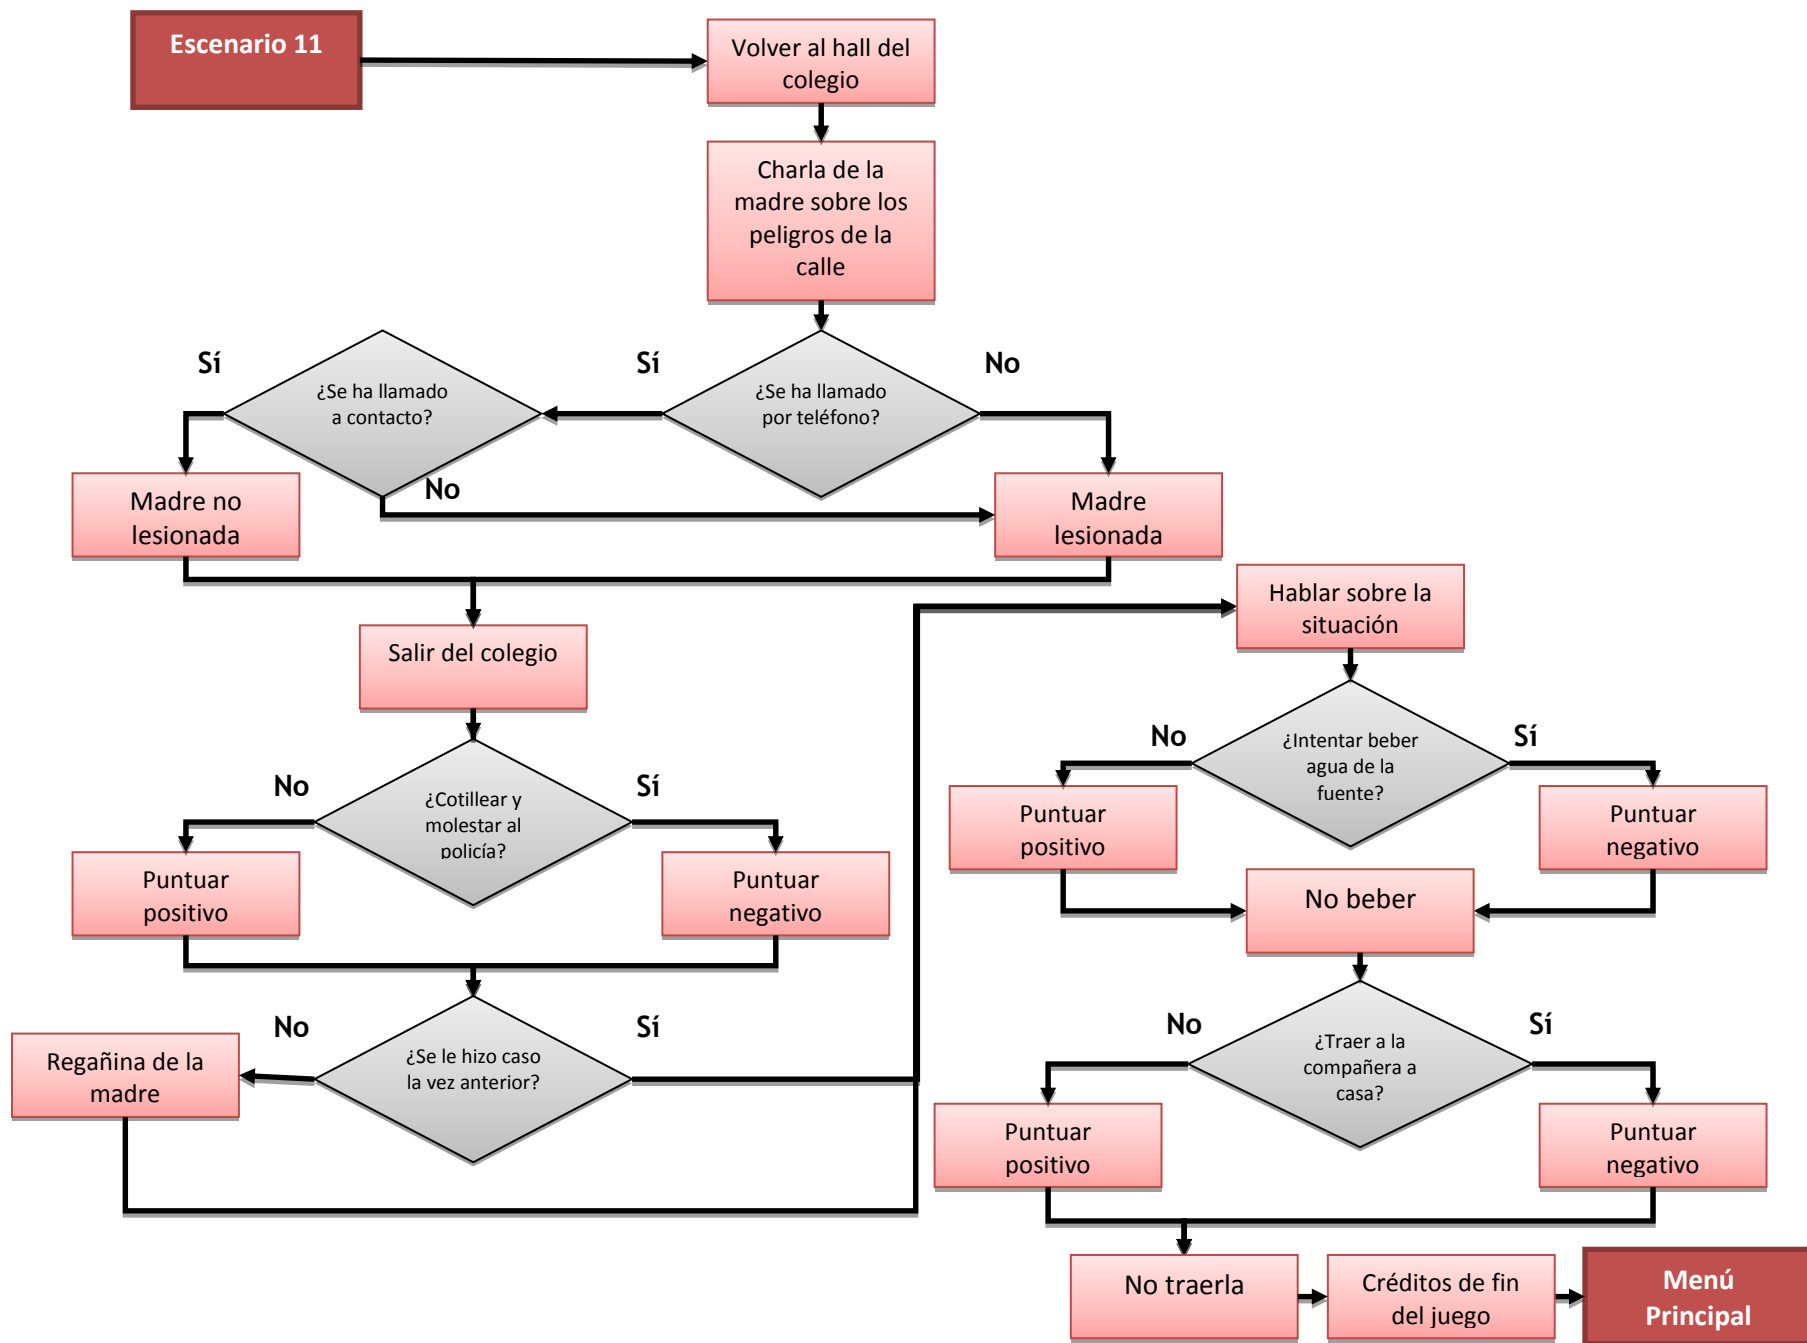 Escenario 11
Volver al hall del
colegio
Charla de la
madre sobre los
peligros de la
calle
Sí
¿Se ha llamado
a contacto?
Sí
¿Se ha llamado
por teléfono?
No
Madre no
lesionada
No
Madre
lesionada
Salir del colegio
Hablar sobre la
situación
No
¿Cotillear y
molestar al
policía?
Sí
No
¿Intentar beber
agua de la
fuente?
Sí
Puntuar
positivo
Puntuar
negativo
Puntuar
positivo
Puntuar
negativo
No beber
No
¿Se le hizo caso
la vez anterior?
Sí
Regañina de la
madre
No
¿Traer a la
compañera a
casa?
Sí
Puntuar
positivo
Puntuar
negativo
No traerla
Créditos de fin
del juego
Menú
Principal